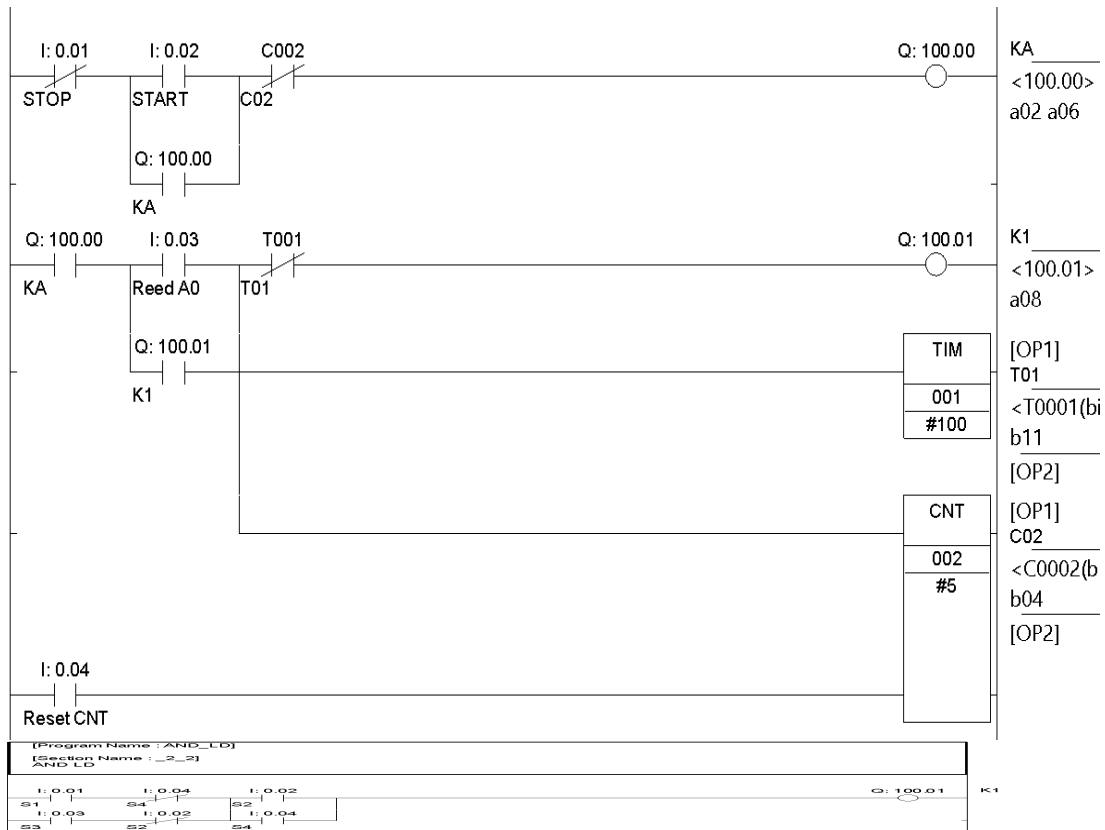 I: 0.01 I: 0.02 C002 Q: 100.00 KA
STOP START C02 <100.00>
a02 a06
Q: 100.00
KA
Q: 100.00 I: 0.03 T001 Q: 100.01 K1
KA Reed A0 T01 <100.01>
a08
Q: 100.01 TIM [OP1]
K1 T01
001 <T0001(bi
#100 b11
[OP2]
CNT [OP1]
C02
002 <C0002(b
#5 b04
[OP2]
I: 0.04
Reset CNT
[Program Name : AND_LD]
[Section Name : _2_2]
AND LD
I: 0.01 I: 0.04 I: 0.02 Q: 100.01 K1
S1 S4 S2
I: 0.03 I: 0.02 I: 0.04
S3 S2 S4